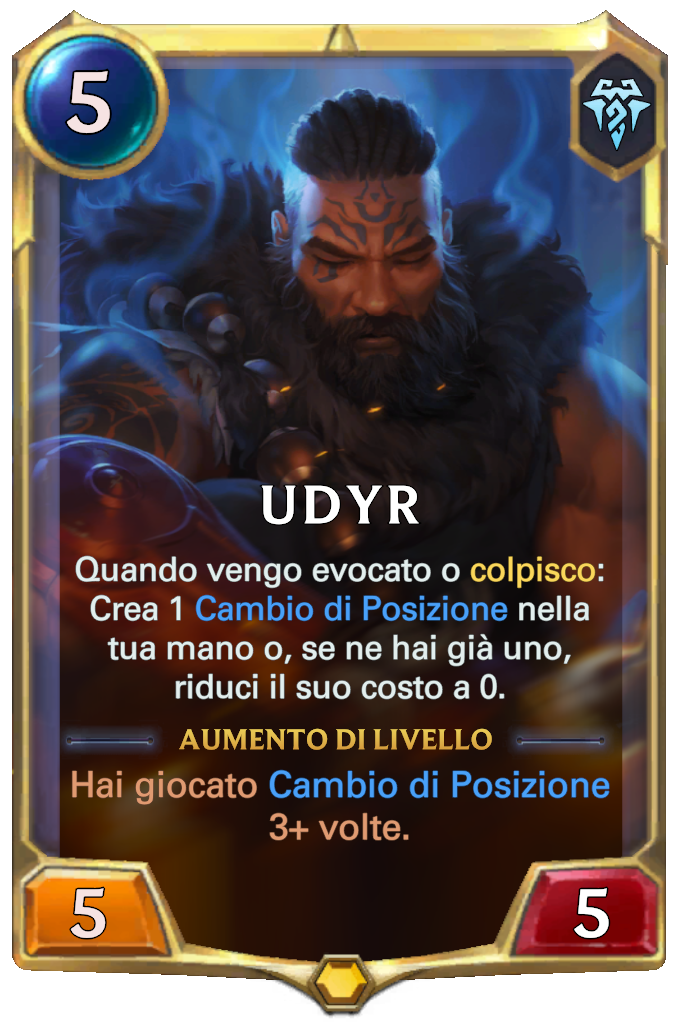 5
UDYR
Quando vengo evocato o colpisco:
Crea 1 Cambio di Posizione nella
tua mano o, se ne hai già uno,
riduci il suo costo a 0.
AUMENTO DI LIVELLO
Hai giocato Cambio di Posizione
3+ volte.
5
5